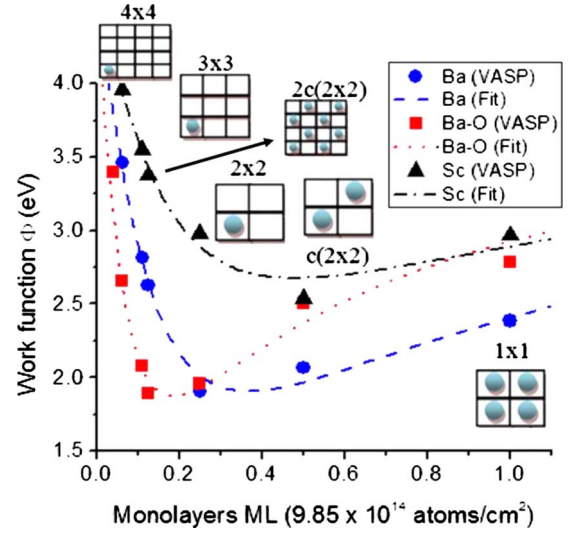 4x4
3x3
2c(2x2)
2x2
c(2x2)
1x1
Ba (VASP)
Ba (Fit)
Ba-O (VASP)
Ba-O (Fit)
Sc (VASP)
Sc (Fit)
Work function Φ (eV)
4.0
3.5
3.0
2.5
2.0
1.5
0.0 0.2 0.4 0.6 0.8 1.0
Monolayers ML (9.85 x 10¹⁴ atoms/cm²)